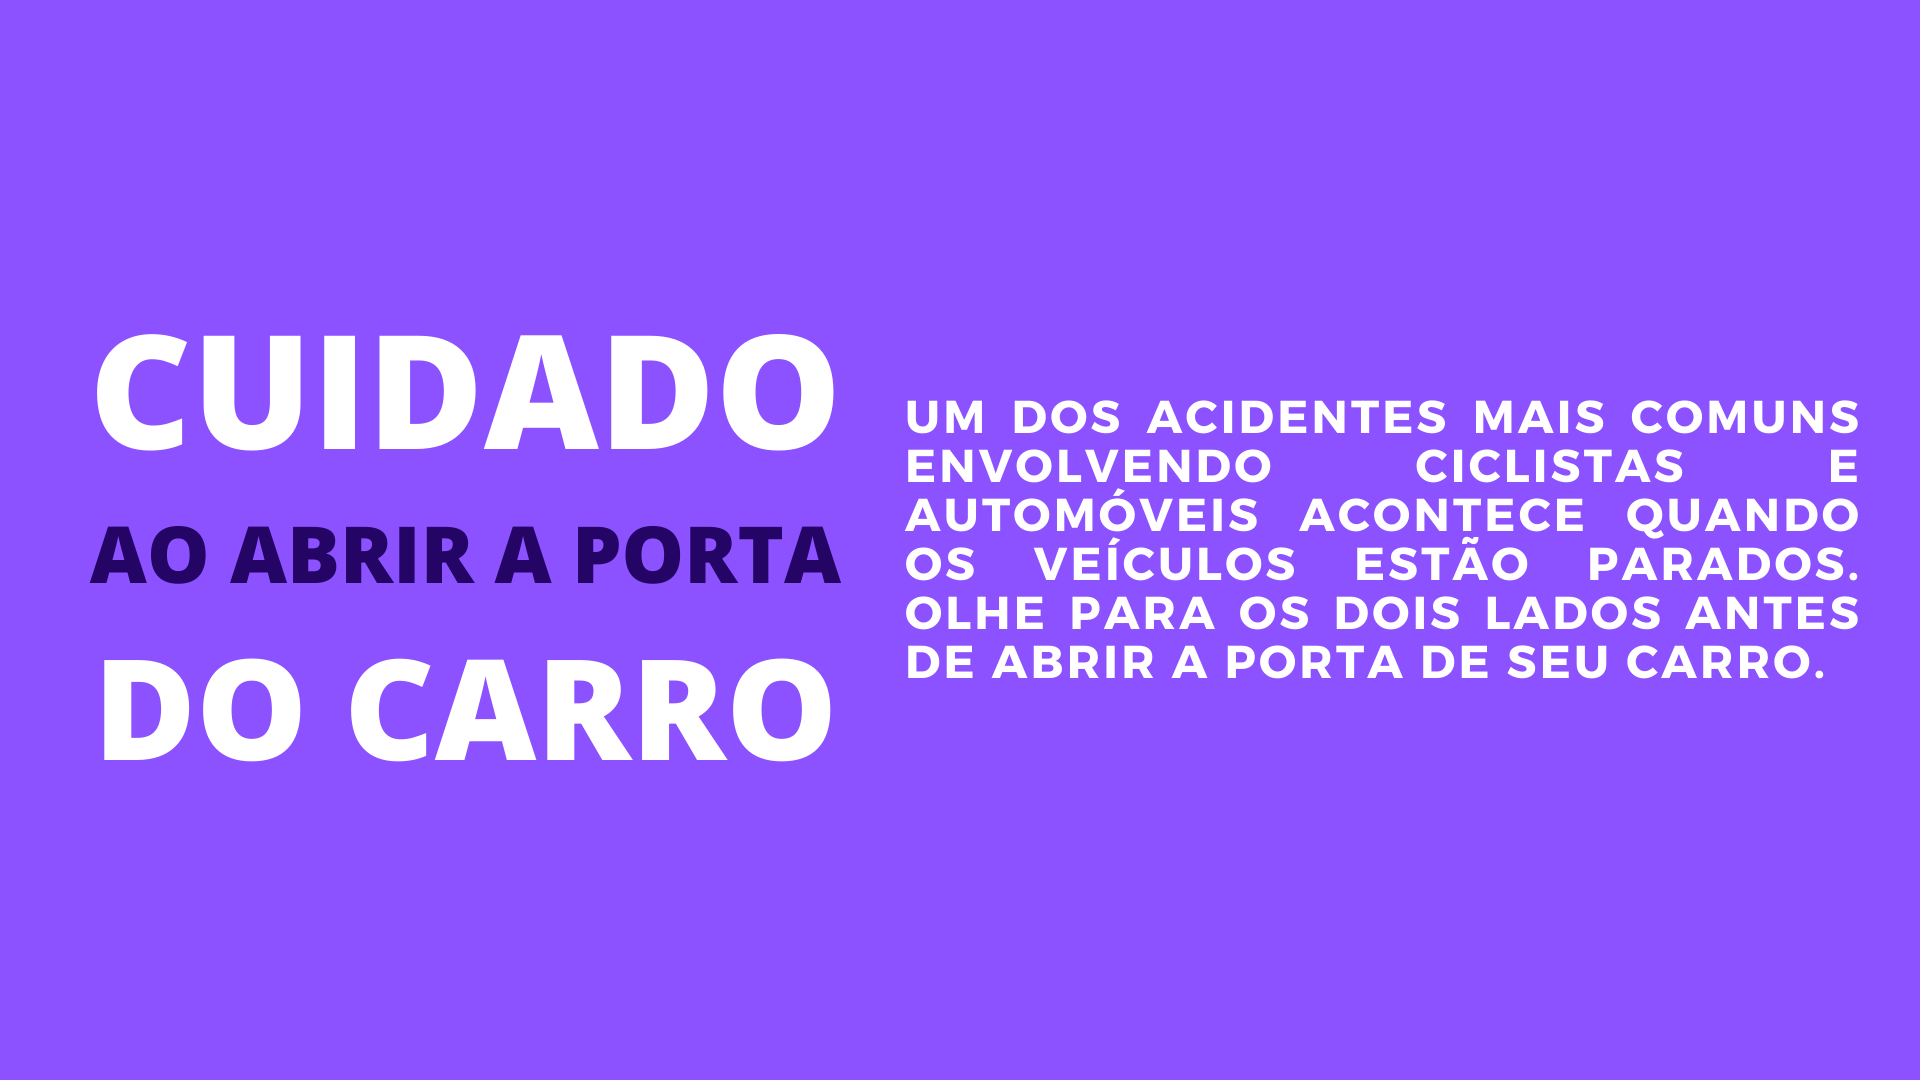 CUIDADO
AO ABRIR A PORTA
DO CARRO
UM DOS ACIDENTES MAIS COMUNS
ENVOLVENDO CICLISTAS E
AUTOMÓVEIS ACONTECE QUANDO
OS VEÍCULOS ESTÃO PARADOS.
OLHE PARA OS DOIS LADOS ANTES
DE ABRIR A PORTA DE SEU CARRO.